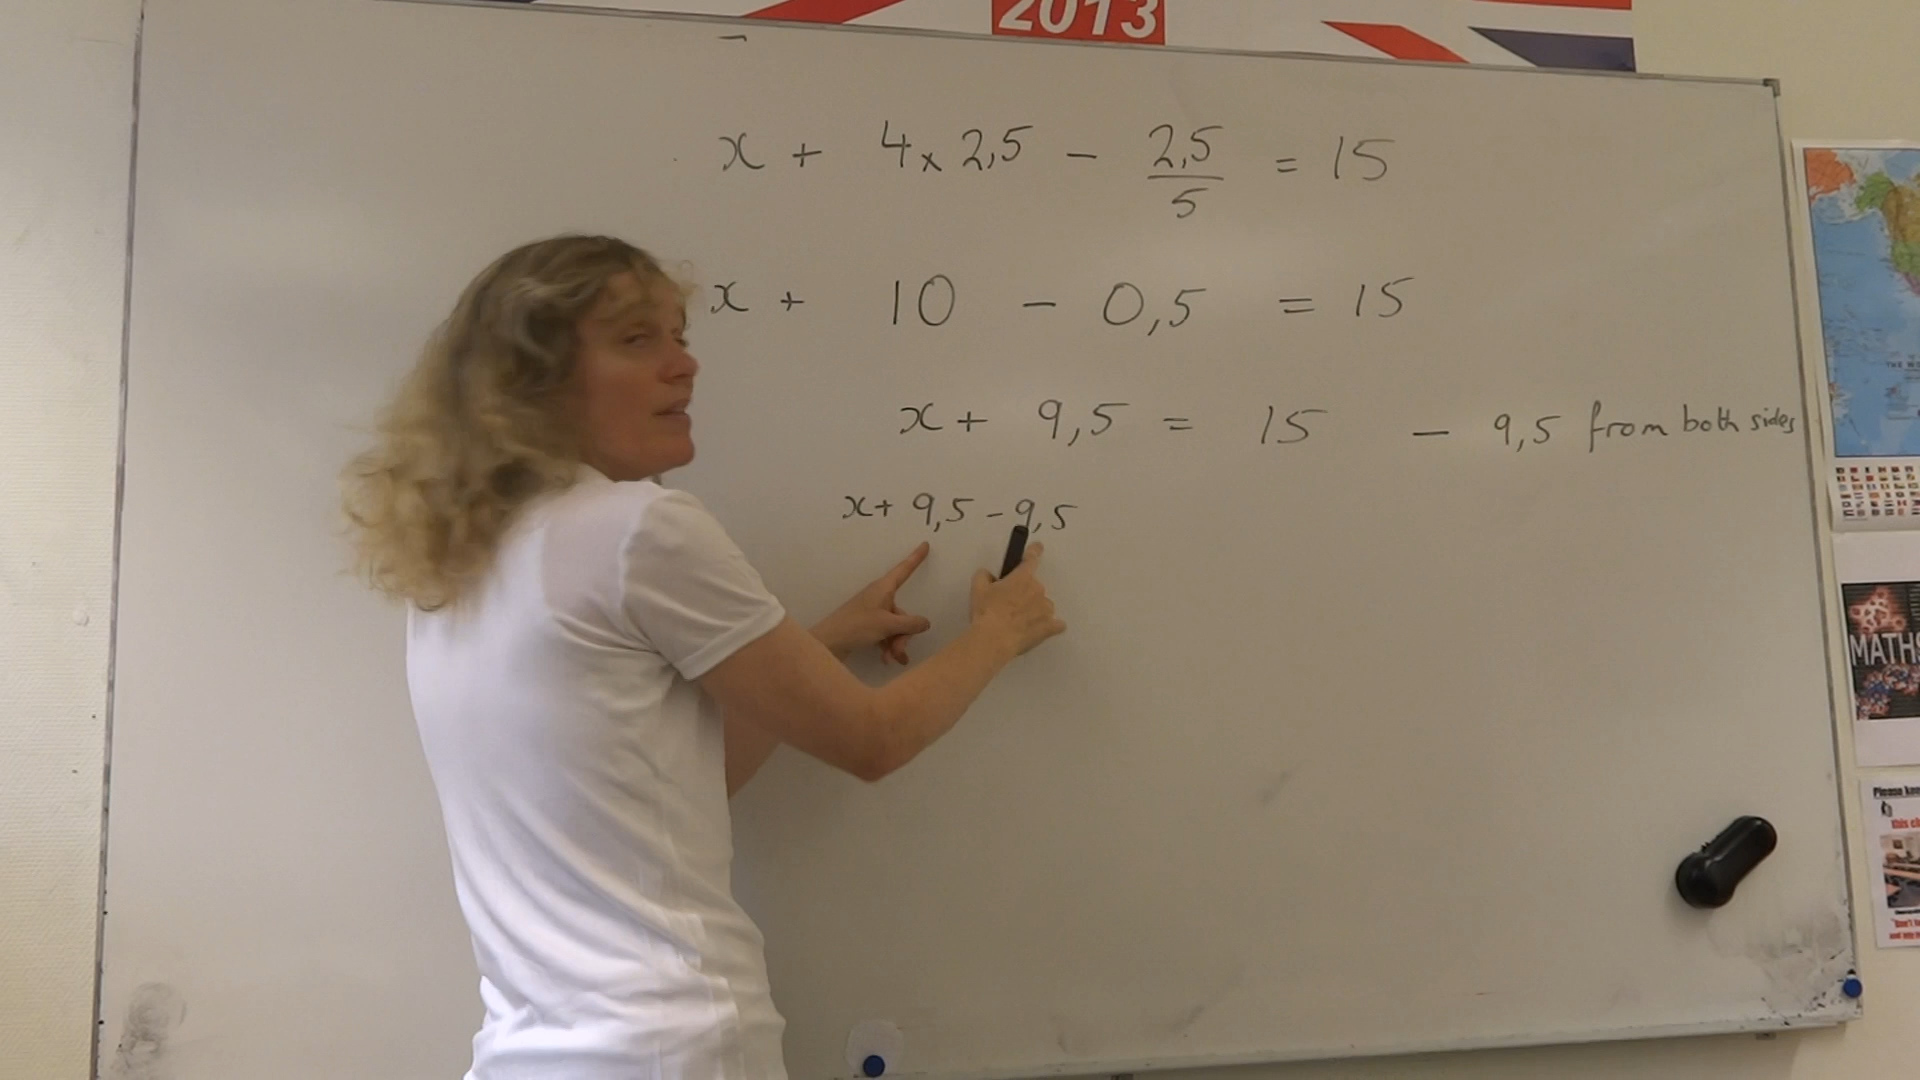 2013
x + 4 x 2,5 - 2,5/5 = 15
x + 10 - 0,5 = 15
x + 9,5 = 15 - 9,5 from both sides
x + 9,5 - 9,5
MATHS